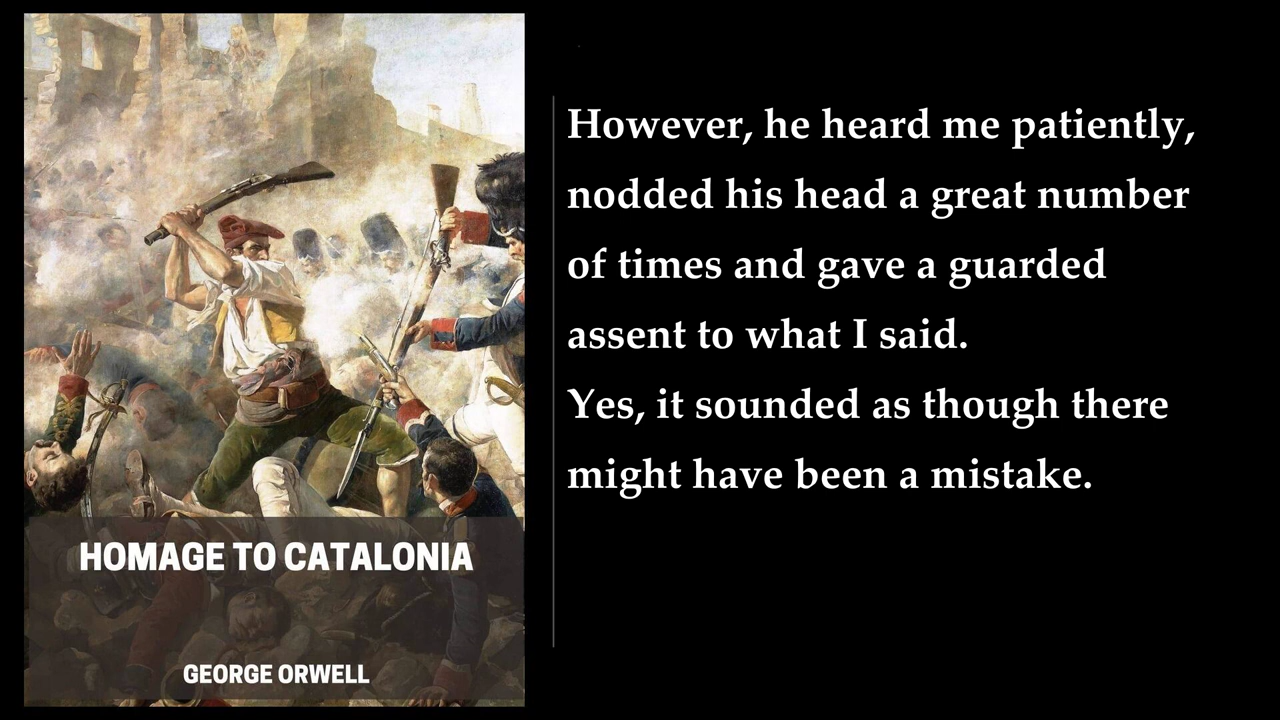 However, he heard me patiently,
nodded his head a great number
of times and gave a guarded
assent to what I said.
Yes, it sounded as though there
might have been a mistake.
HOMAGE TO CATALONIA
GEORGE ORWELL